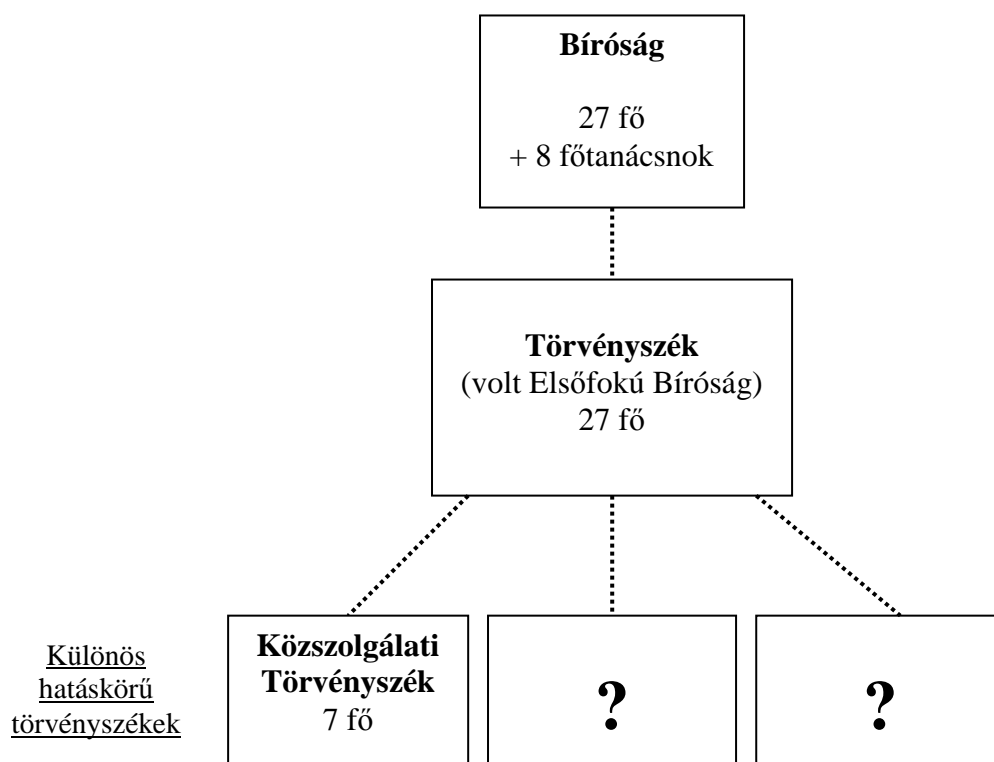 Bíróság
27 fő
+ 8 főtanácsnok
Törvényszék
(volt Elsőfokú Bíróság)
27 fő
Különös
hatáskörű
törvényszékek
Közszolgálati
Törvényszék
7 fő
?
?